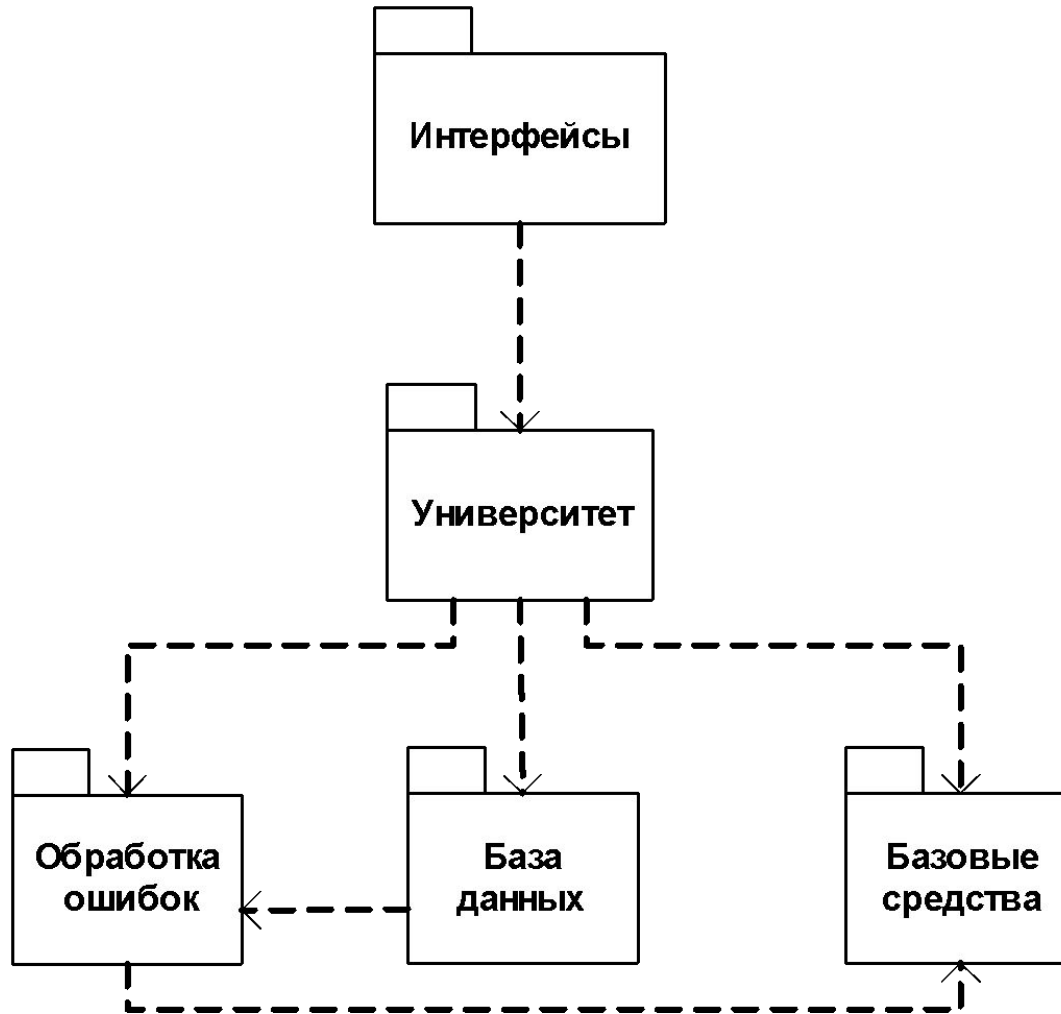 Интерфейсы
Университет
Обработка
ошибок
База
данных
Базовые
средства